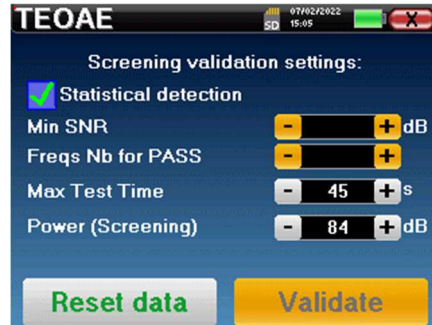 TEOAE
SD
07/02/2022
15:05
X
Screening validation settings:
Statistical detection
Min SNR - + dB
Freqs Nb for PASS - +
Max Test Time - 45 + s
Power (Screening) - 84 + dB
Reset data Validate